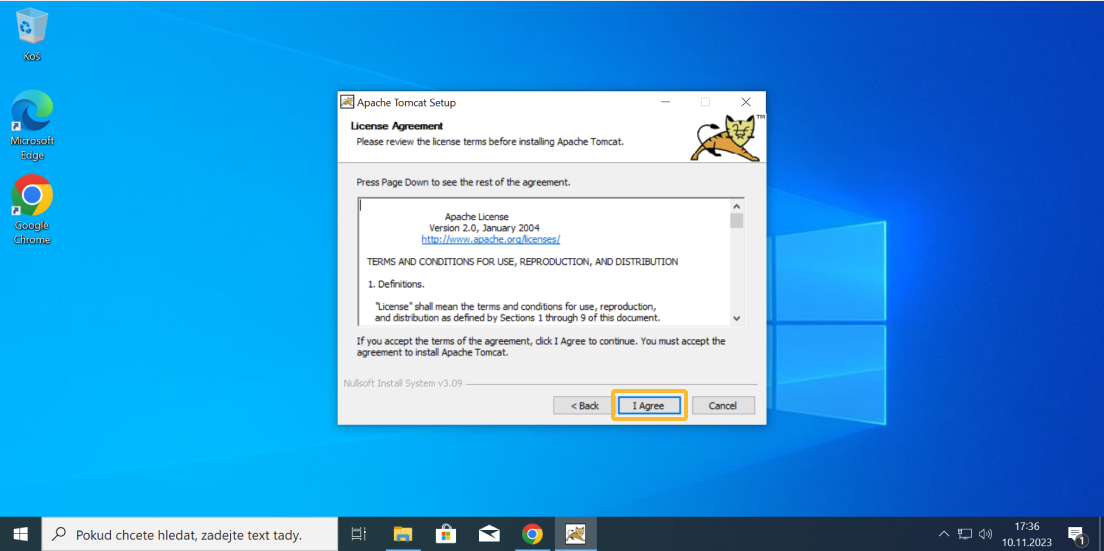 Koš
Microsoft
Edge
Google
Chrome
Apache Tomcat Setup
License Agreement
Please review the license terms before installing Apache Tomcat.
TM
Press Page Down to see the rest of the agreement.
Apache License
Version 2.0, January 2004
http://www.apache.org/licenses/
TERMS AND CONDITIONS FOR USE, REPRODUCTION, AND DISTRIBUTION
1. Definitions.
"License" shall mean the terms and conditions for use, reproduction,
and distribution as defined by Sections 1 through 9 of this document.
If you accept the terms of the agreement, click I Agree to continue. You must accept the
agreement to install Apache Tomcat.
Nullsoft Install System v3.09
< Back
I Agree
Cancel
Pokud chcete hledat, zadejte text tady.
17:36
10.11.2023
1